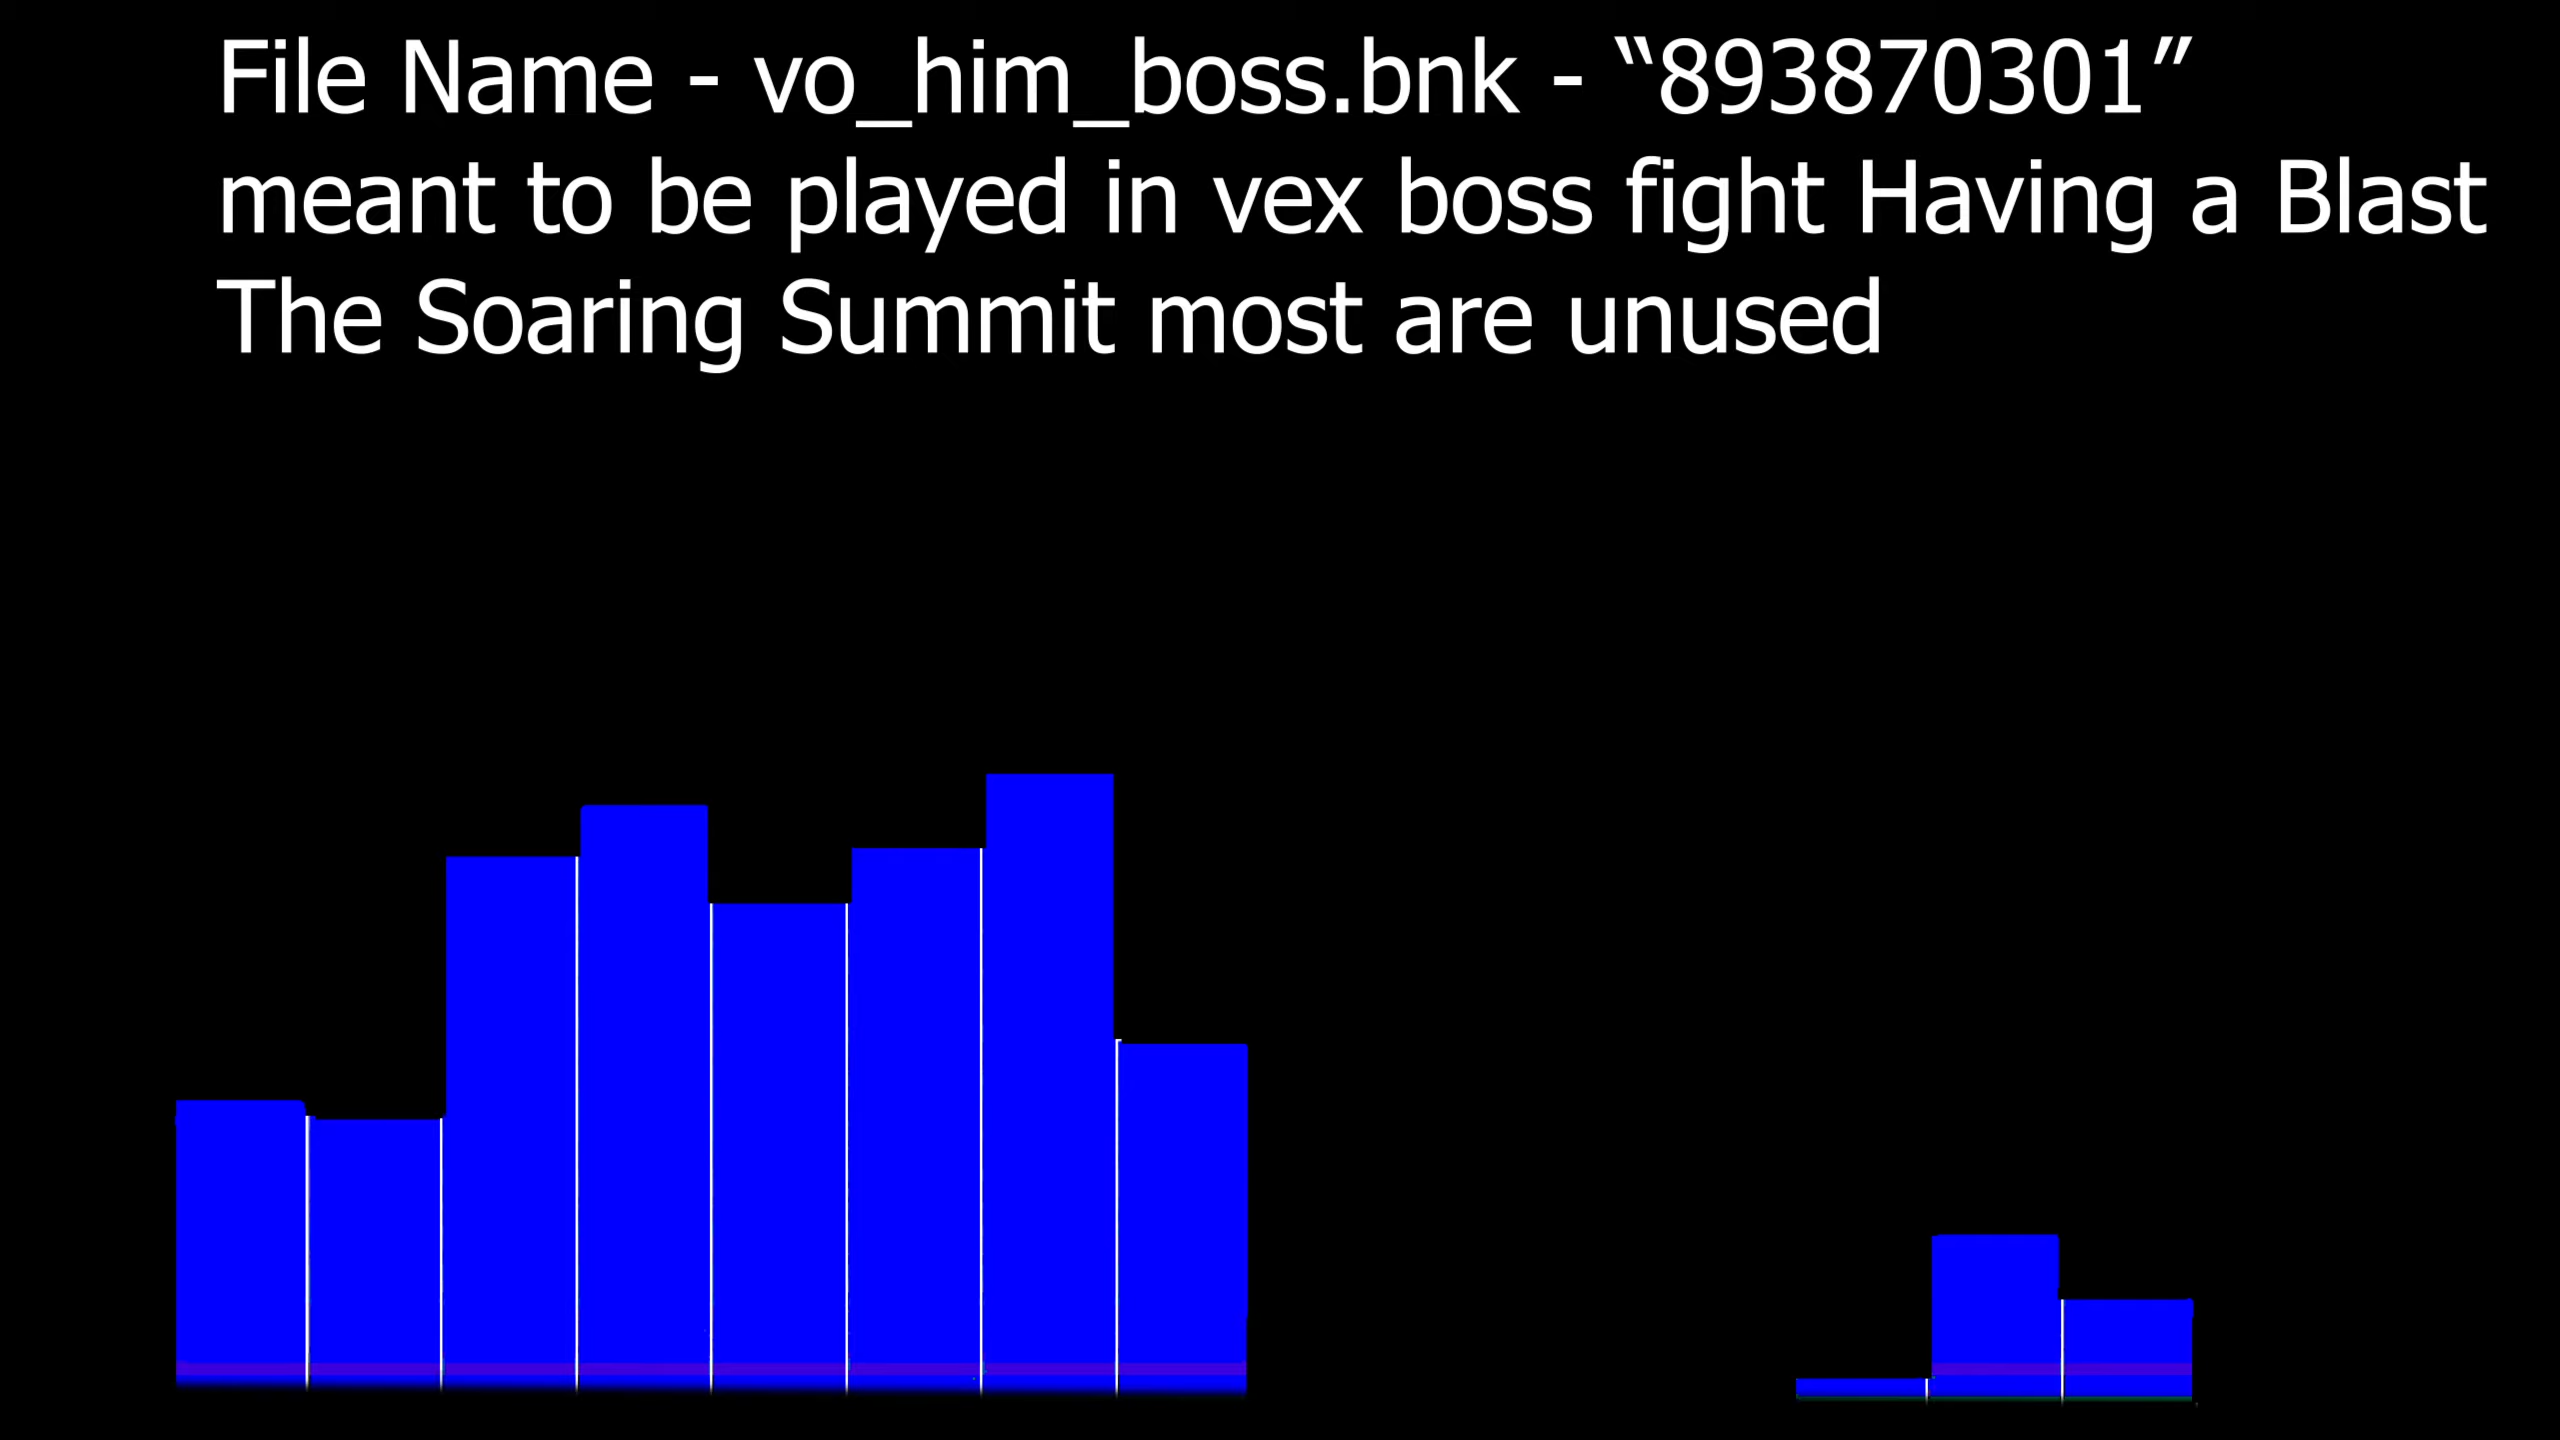 File Name - vo_him_boss.bnk - “893870301”
meant to be played in vex boss fight Having a Blast
The Soaring Summit most are unused